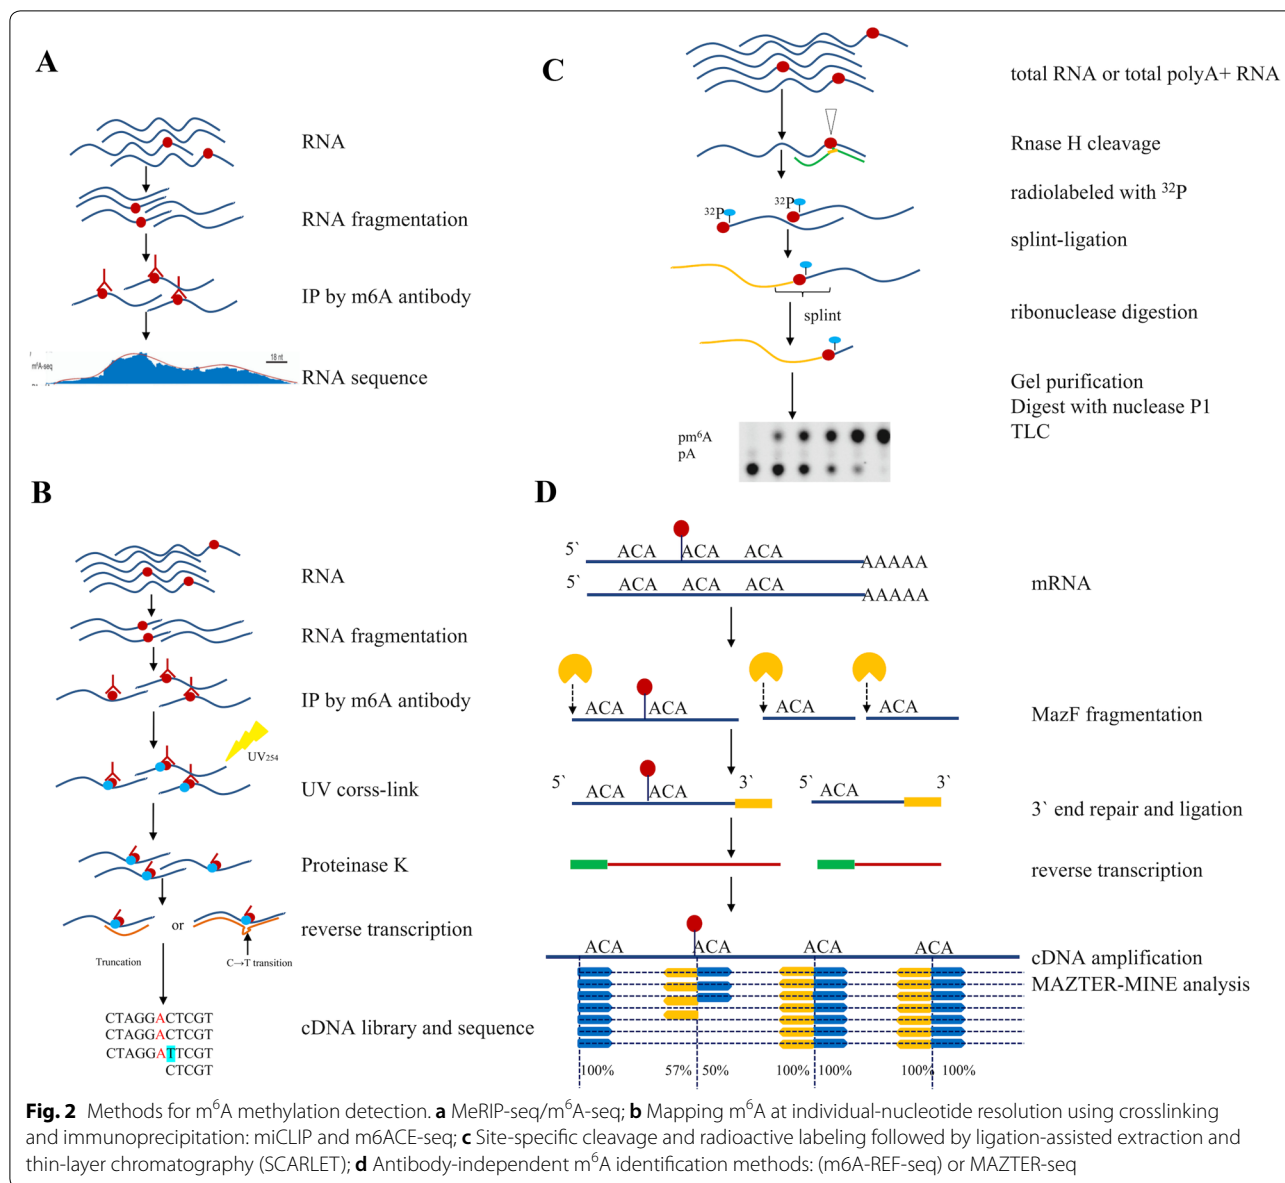 A
RNA
RNA fragmentation
IP by m6A antibody
m⁶A-seq
18 nt
RNA sequence
B
RNA
RNA fragmentation
IP by m6A antibody
UV254
UV corss-link
Proteinase K
or
reverse transcription
Truncation
C→T transition
CTAGGACTCGT
CTAGGACTCGT
CTAGGATTCGT
CTCGT
cDNA library and sequence
C
total RNA or total polyA+ RNA
Rnase H cleavage
radiolabeled with ³²P
³²P
³²P
splint-ligation
splint
ribonuclease digestion
Gel purification
Digest with nuclease P1
TLC
pm⁶A
pA
D
5` ACA ACA ACA AAAAA
5` ACA ACA ACA AAAAA
mRNA
ACA ACA ACA ACA
MazF fragmentation
5` 3` 5` 3`
ACA ACA ACA
3` end repair and ligation
reverse transcription
ACA ACA ACA ACA
cDNA amplification
MAZTER-MINE analysis
100% 57% 50% 100% 100% 100% 100%
Fig. 2 Methods for m⁶A methylation detection. a MeRIP-seq/m⁶A-seq; b Mapping m⁶A at individual-nucleotide resolution using crosslinking
and immunoprecipitation: miCLIP and m6ACE-seq; c Site-specific cleavage and radioactive labeling followed by ligation-assisted extraction and
thin-layer chromatography (SCARLET); d Antibody-independent m⁶A identification methods: (m6A-REF-seq) or MAZTER-seq